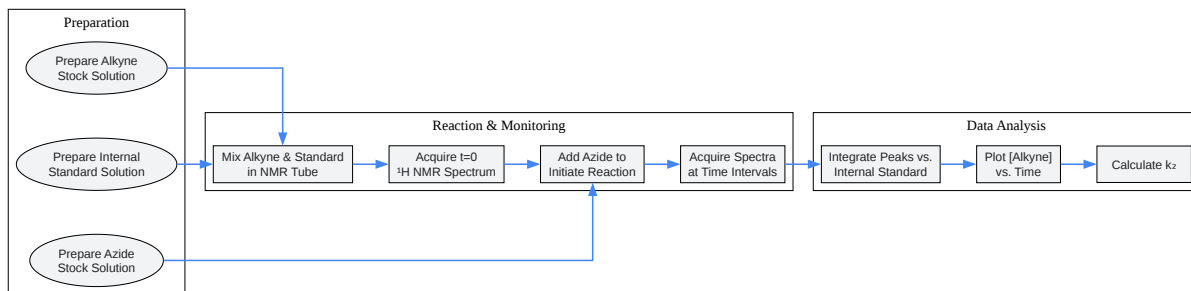 Preparation
Prepare Alkyne
Stock Solution
Prepare Internal
Standard Solution
Prepare Azide
Stock Solution
Reaction & Monitoring
Mix Alkyne & Standard
in NMR Tube
Acquire t=0
¹H NMR Spectrum
Add Azide to
Initiate Reaction
Acquire Spectra
at Time Intervals
Data Analysis
Integrate Peaks vs.
Internal Standard
Plot [Alkyne]
vs. Time
Calculate k₂